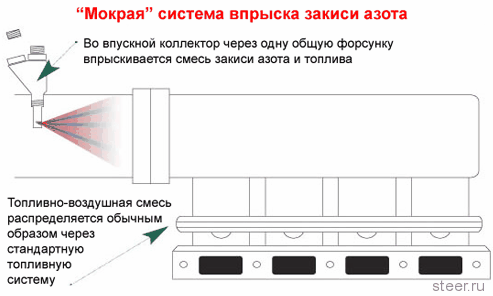 “Мокрая” система впрыска закиси азота
Во впускной коллектор через одну общую форсунку
впрыскивается смесь закиси азота и топлива
Топливно-воздушная смесь
распределяется обычным
образом через
стандартную
топливную
систему
steer.ru